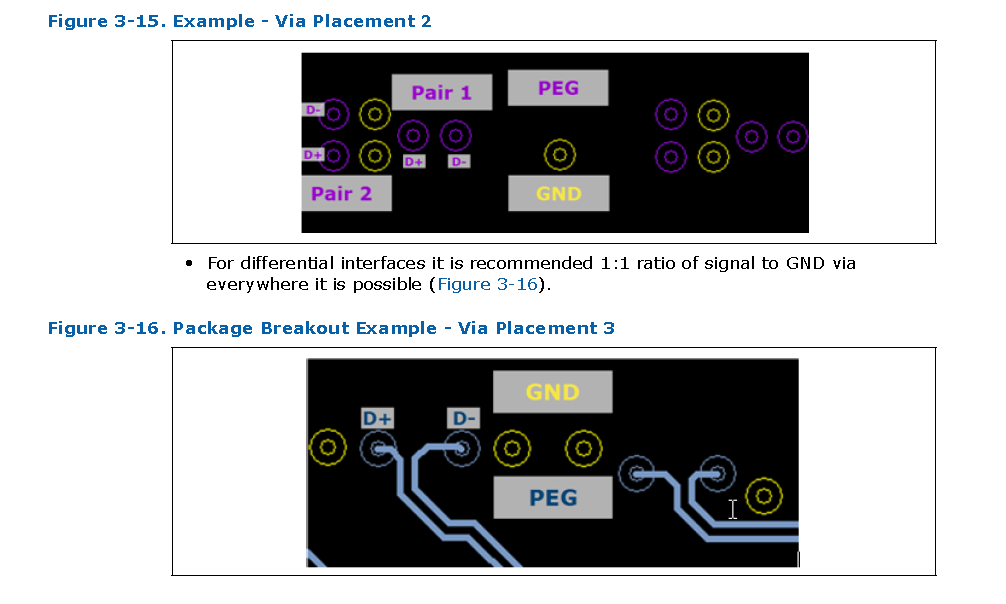 Figure 3-15. Example - Via Placement 2
Pair 1
PEG
D-
D+
D+
D-
Pair 2
GND
• For differential interfaces it is recommended 1:1 ratio of signal to GND via
everywhere it is possible (Figure 3-16).
Figure 3-16. Package Breakout Example - Via Placement 3
GND
D+
D-
PEG